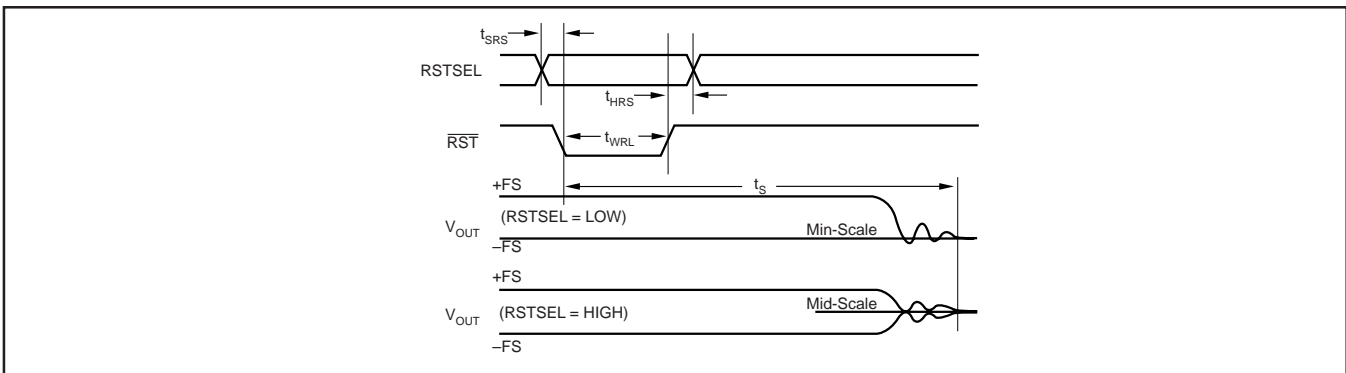 tSRS
RSTSEL
tHRS
RST
tWRL
+FS
tS
(RSTSEL = LOW)
VOUT
Min-Scale
–FS
+FS
Mid-Scale
VOUT
(RSTSEL = HIGH)
–FS